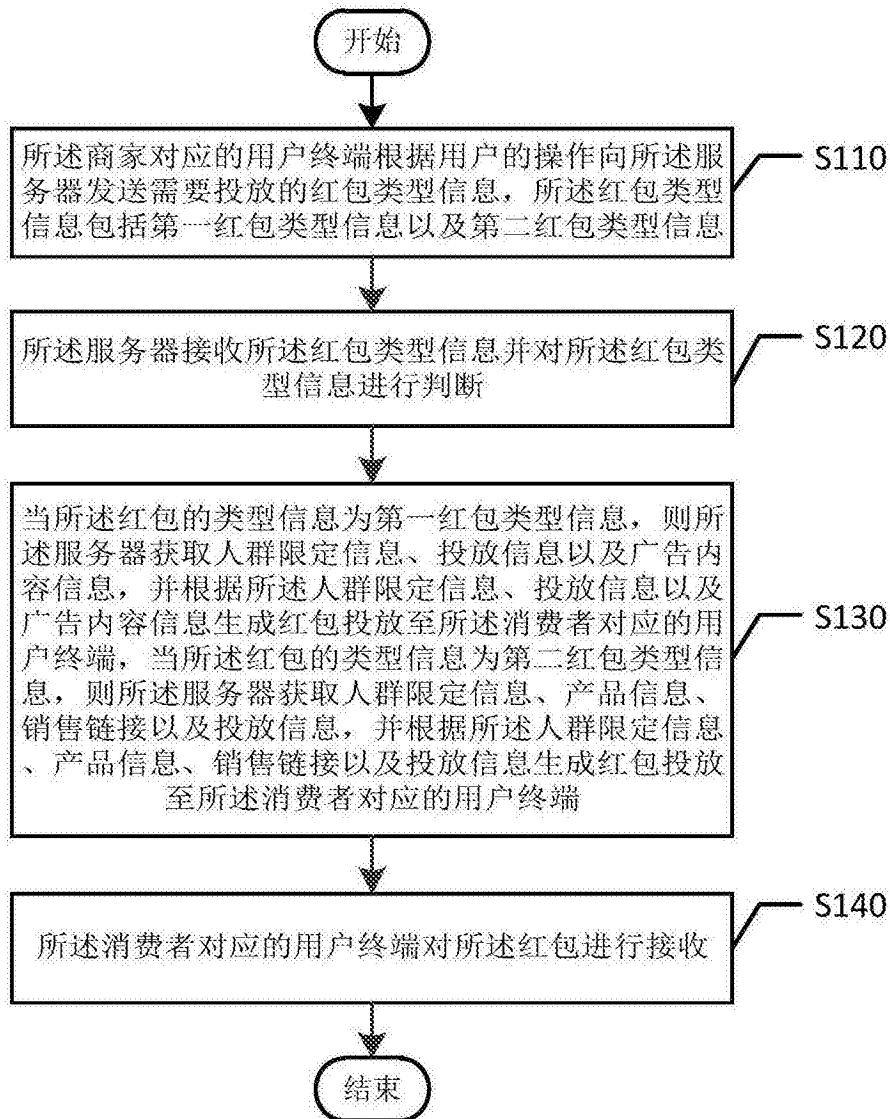 开始
所述商家对应的用户终端根据用户的操作向所述服
务器发送需要投放的红包类型信息，所述红包类型
信息包括第一红包类型信息以及第二红包类型信息
S110
所述服务器接收所述红包类型信息并对所述红包类
型信息进行判断
S120
当所述红包的类型信息为第一红包类型信息，则所
述服务器获取人群限定信息、投放信息以及广告内
容信息，并根据所述人群限定信息、投放信息以及
广告内容信息生成红包投放至所述消费者对应的用
户终端，当所述红包的类型信息为第二红包类型信
息，则所述服务器获取人群限定信息、产品信息、
销售链接以及投放信息，并根据所述人群限定信息
、产品信息、销售链接以及投放信息生成红包投放
至所述消费者对应的用户终端
S130
所述消费者对应的用户终端对所述红包进行接收
S140
结束